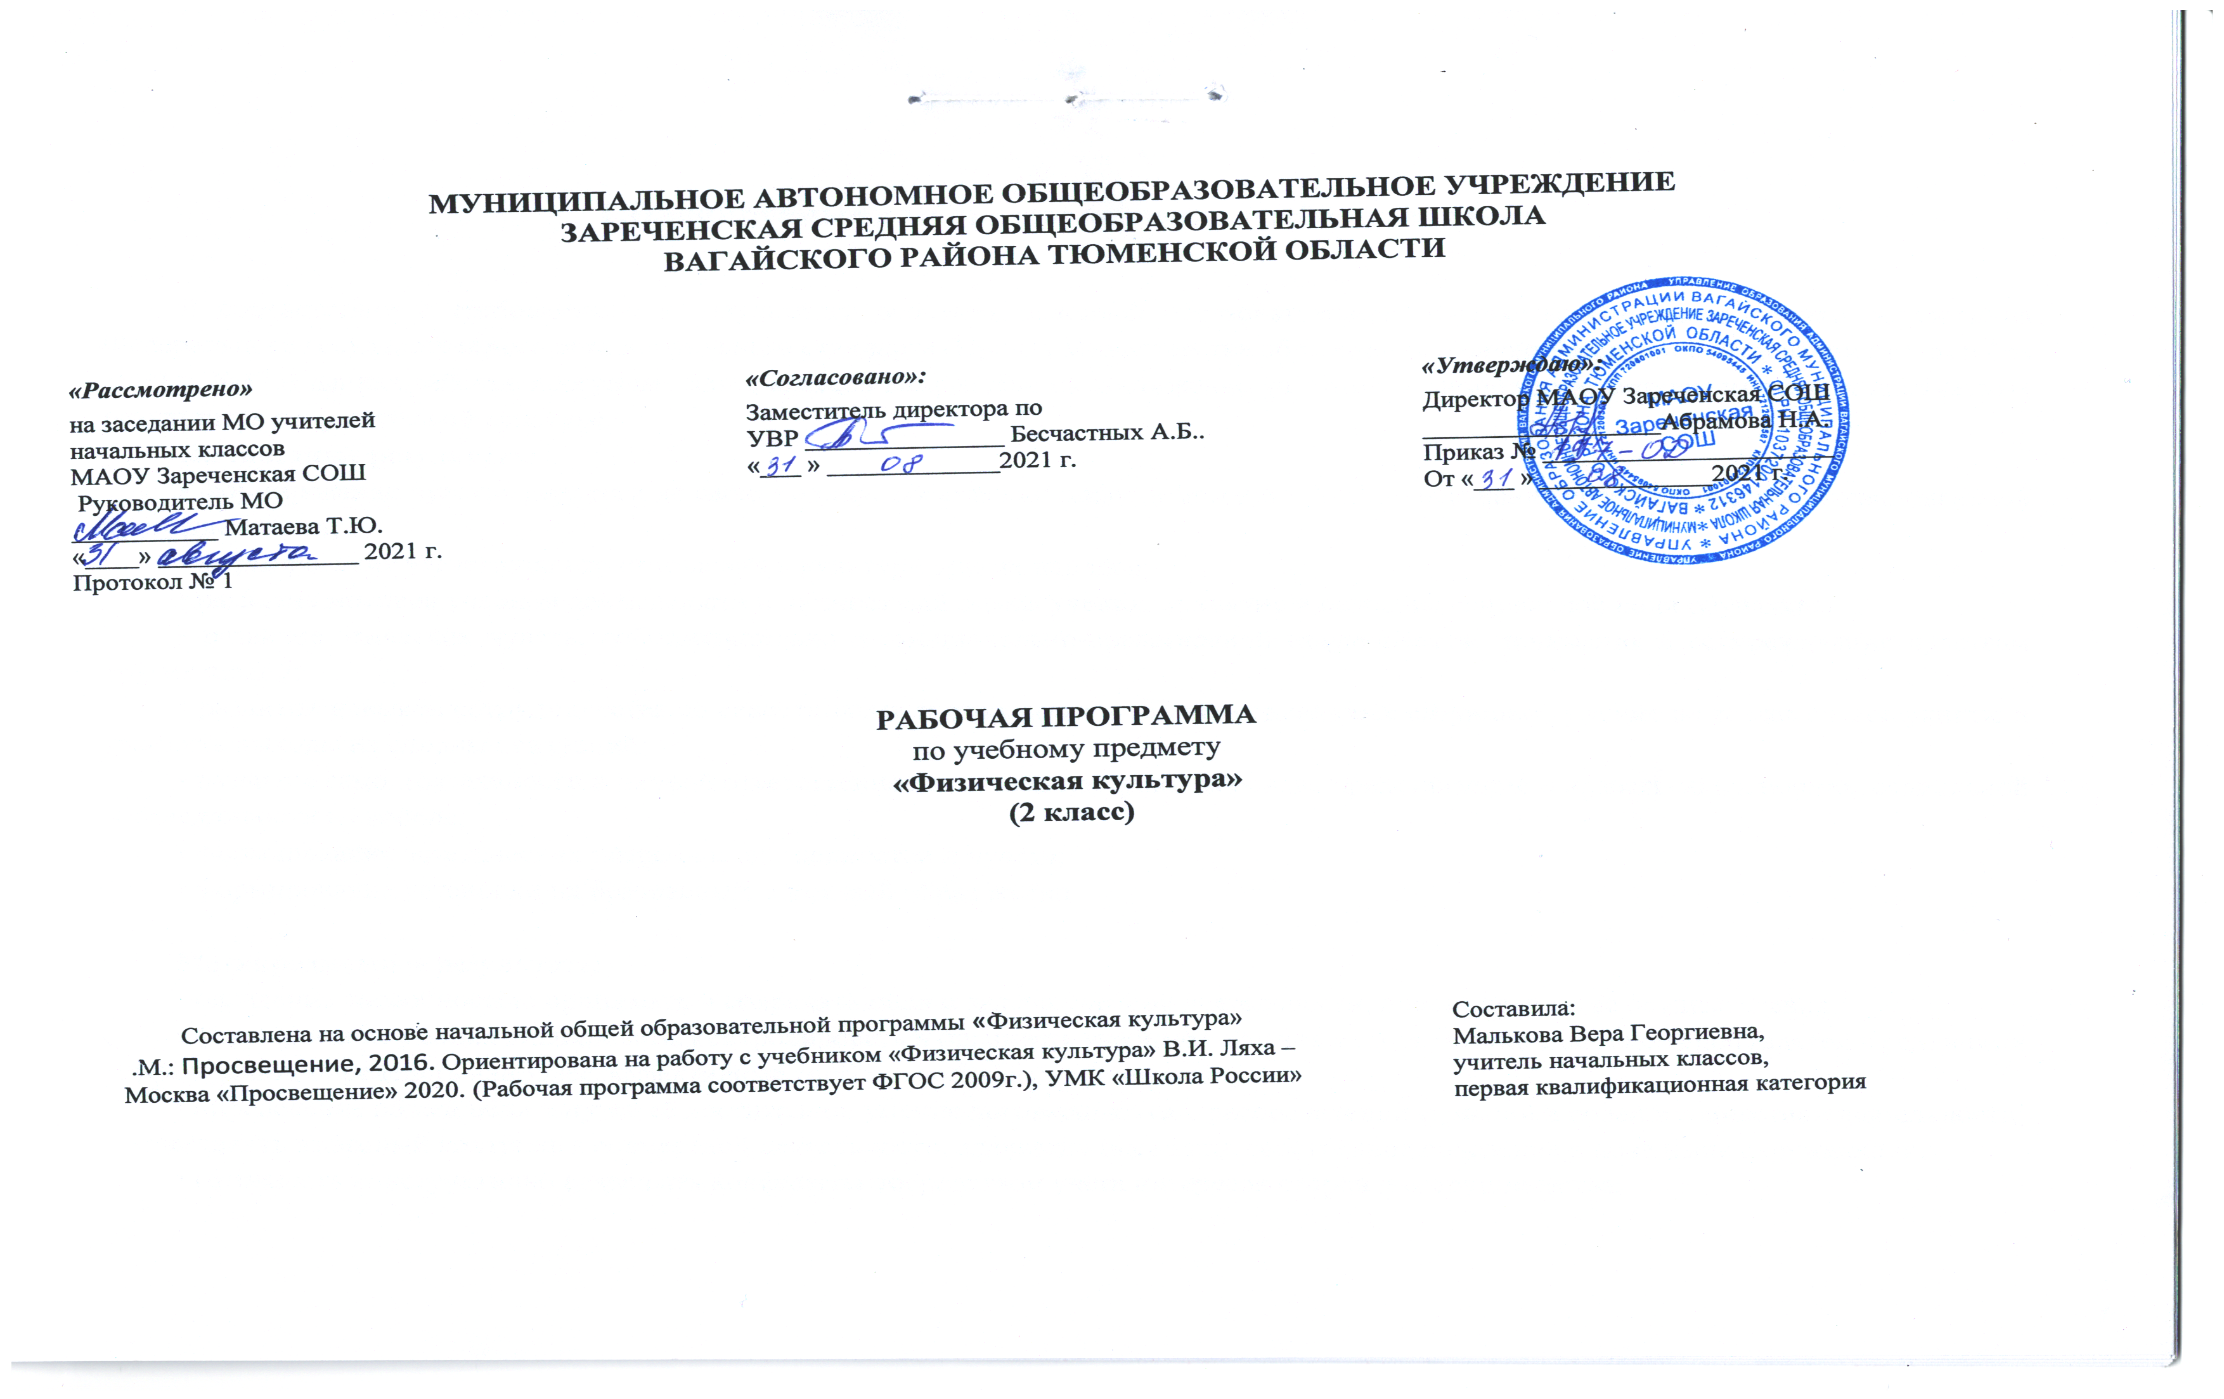 МУНИЦИПАЛЬНОЕ АВТОНОМНОЕ ОБЩЕОБРАЗОВАТЕЛЬНОЕ УЧРЕЖДЕНИЕ
ЗАРЕЧЕНСКАЯ СРЕДНЯЯ ОБЩЕОБРАЗОВАТЕЛЬНАЯ ШКОЛА
ВАГАЙСКОГО РАЙОНА ТЮМЕНСКОЙ ОБЛАСТИ
«Рассмотрено»
на заседании МО учителей
начальных классов
МАОУ Зареченская СОШ
Руководитель МО
Матаева Т.Ю.
«31» августа 2021 г.
Протокол № 1
«Согласовано»:
Заместитель директора по
УВР Бесчастных А.Б..
«31» 08 2021 г.
«Утверждаю»:
Директор МАОУ Зареченская СОШ
Абрамова Н.А.
Приказ №
От «31» 08 2021 г.
МАОУ
Зареченская
СОШ
РАБОЧАЯ ПРОГРАММА
по учебному предмету
«Физическая культура»
(2 класс)
Составлена на основе начальной общей образовательной программы «Физическая культура»
.М.: Просвещение, 2016. Ориентирована на работу с учебником «Физическая культура» В.И. Ляха –
Москва «Просвещение» 2020. (Рабочая программа соответствует ФГОС 2009г.), УМК «Школа России»
Составила:
Малькова Вера Георгиевна,
учитель начальных классов,
первая квалификационная категория